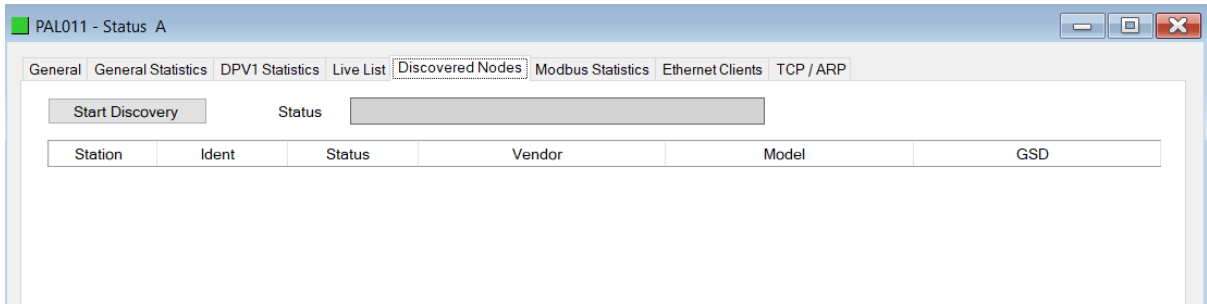 PAL011 - Status A
General General Statistics DPV1 Statistics Live List Discovered Nodes Modbus Statistics Ethernet Clients TCP / ARP
Start Discovery Status
Station Ident Status Vendor Model GSD